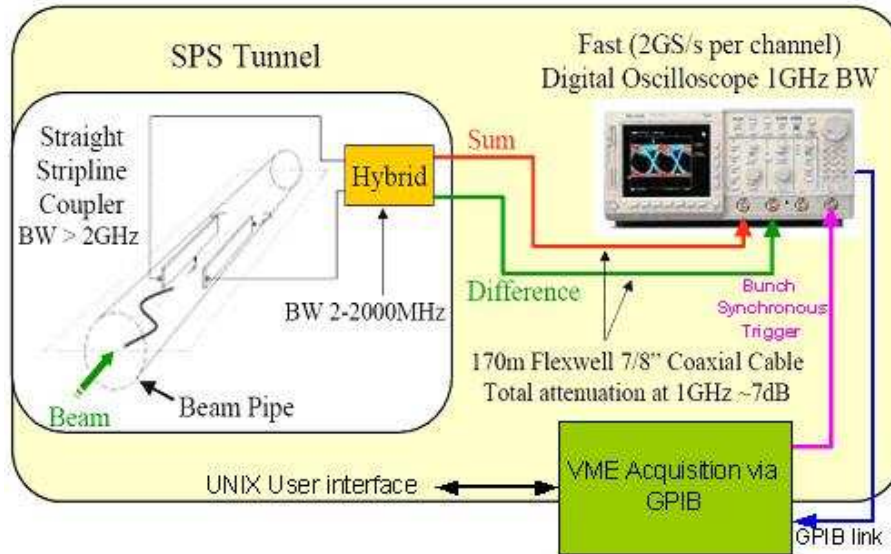 SPS Tunnel
Fast (2GS/s per channel)
Digital Oscilloscope 1GHz BW
Straight
Stripline
Coupler
BW > 2GHz
Hybrid
Sum
Difference
BW 2-2000MHz
Beam
Beam Pipe
Bunch
Synchronous
Trigger
170m Flexwell 7/8” Coaxial Cable
Total attenuation at 1GHz ~7dB
UNIX User interface
VME Acquisition via
GPIB
GPIB link